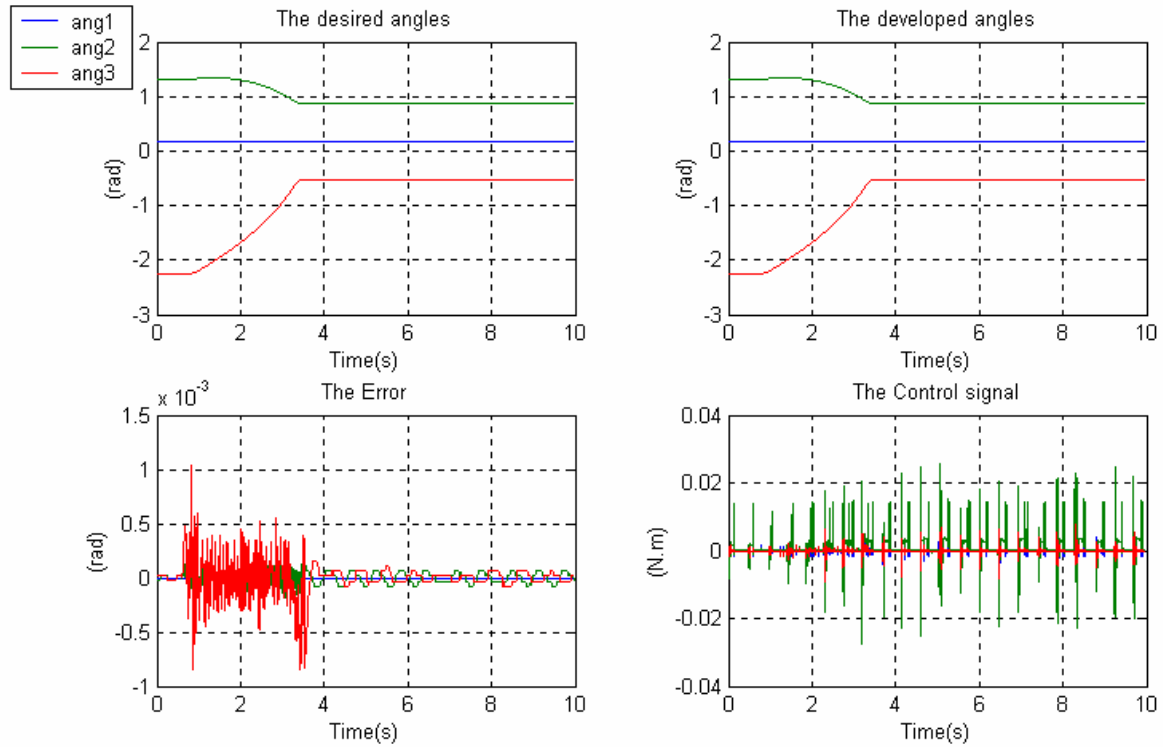 ang1
ang2
ang3
The desired angles
2
1
0
-1
-2
-3
(rad)
0 2 4 6 8 10
Time(s)
The developed angles
2
1
0
-1
-2
-3
(rad)
0 2 4 6 8 10
Time(s)
The Error
x 10^-3
1.5
1
0.5
0
-0.5
-1
(rad)
0 2 4 6 8 10
Time(s)
The Control signal
0.04
0.02
0
-0.02
-0.04
(N.m)
0 2 4 6 8 10
Time(s)